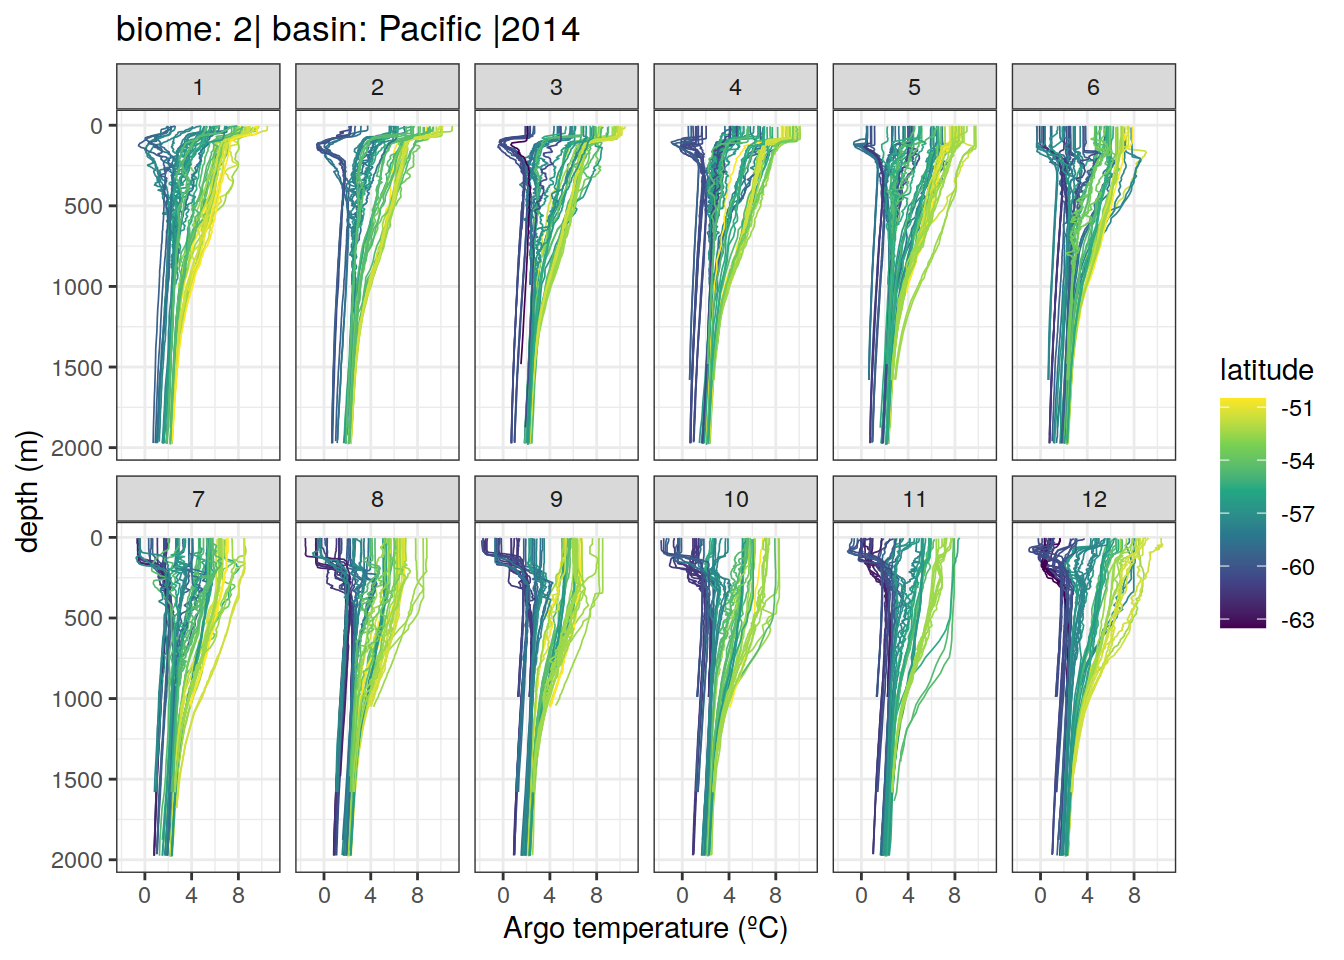 biome: 2| basin: Pacific |2014
1 2 3 4 5 6
0
500
1000
1500
2000
7 8 9 10 11 12
0
500
1000
1500
2000
0 4 8 0 4 8 0 4 8 0 4 8 0 4 8 0 4 8
Argo temperature (ºC)
depth (m)
latitude
-51
-54
-57
-60
-63